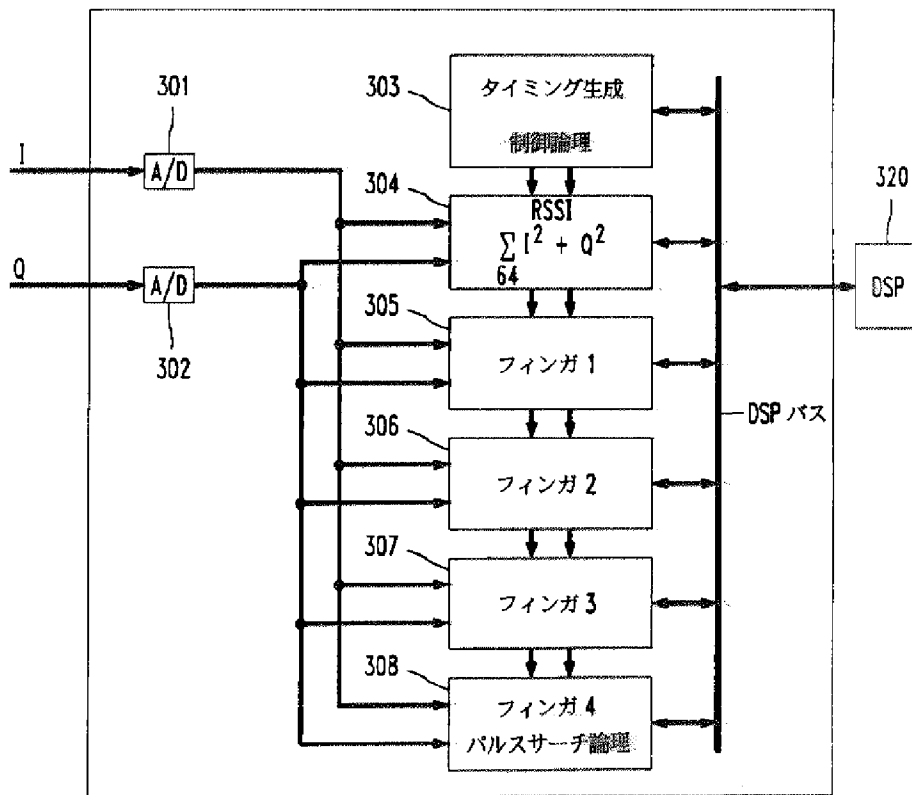 301
I
A/D
Q
A/D
302
303
タイミング生成
制御論理
304
RSSI
∑ I² + Q²
64
305
フィンガ 1
306
フィンガ 2
307
フィンガ 3
308
フィンガ 4
パルスサーチ論理
320
DSP
DSP バス